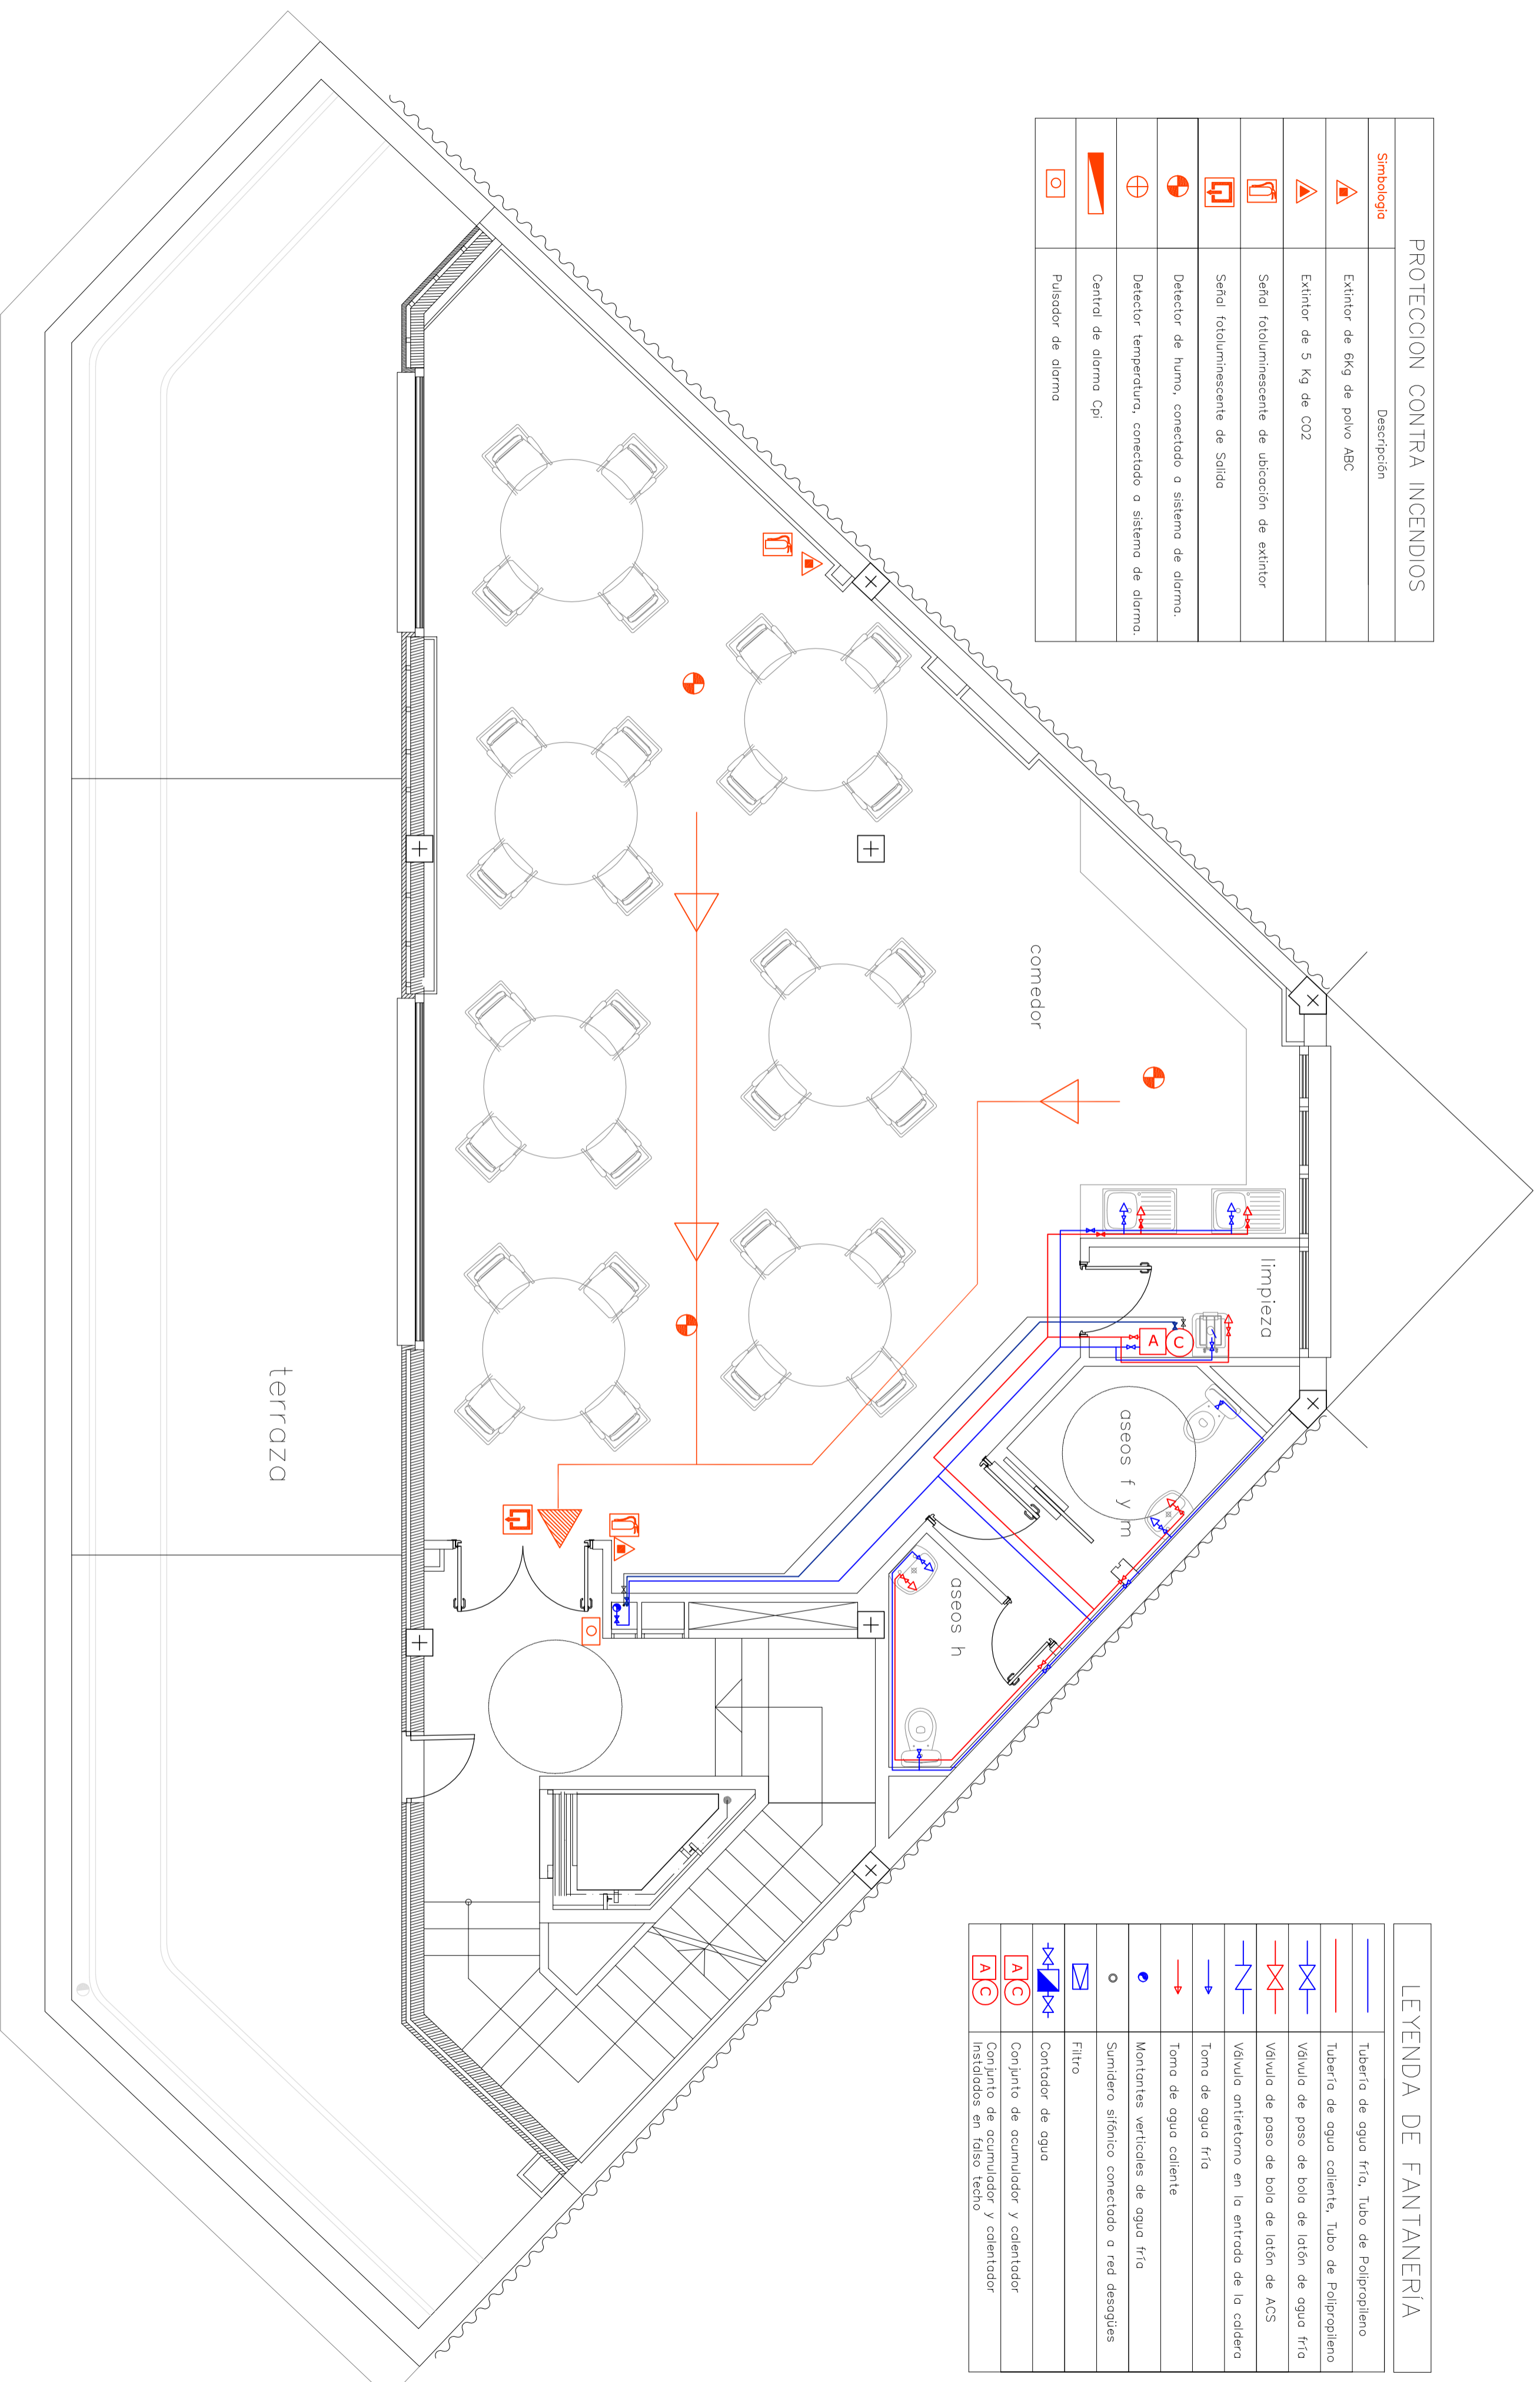 PROTECCION CONTRA INCENDIOS
Simbologia
Descripción
Extintor de 6Kg de polvo ABC
Extintor de 5 Kg de CO2
Señal fotoluminescente de ubicación de extintor
Señal fotoluminescente de Salida
Detector de humo, conectado a sistema de alarma.
Detector temperatura, conectado a sistema de alarma.
Central de alarma Cpi
Pulsador de alarma
comedor
limpieza
A
C
aseos f y m
aseos h
terraza
LEYENDA DE FANTANERÍA
Tubería de agua fría, Tubo de Polipropileno
Tubería de agua caliente, Tubo de Polipropileno
Válvula de paso de bola de latón de agua fría
Válvula de paso de bola de latón de ACS
Válvula antiretorno en la entrada de la caldera
Toma de agua fría
Toma de agua caliente
Montantes verticales de agua fría
Sumidero sifónico conectado a red desagües
Filtro
Contador de agua
A C
Conjunto de acumulador y calentador
A C
Conjunto de acumulador y calentador
Instalados en falso techo